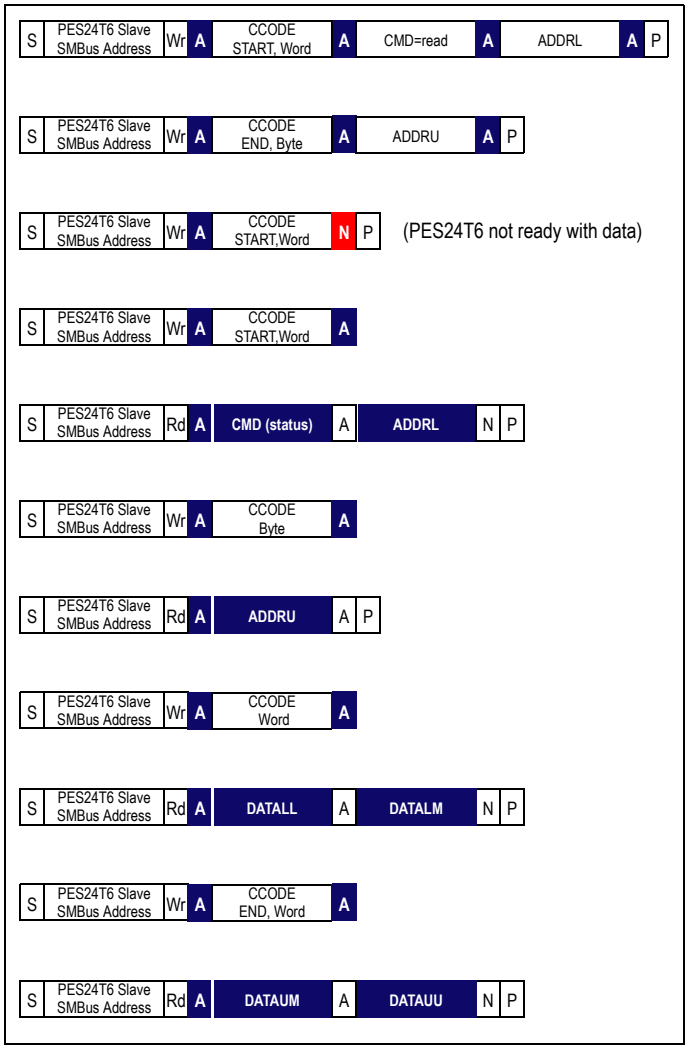 S PES24T6 Slave SMBus Address Wr A CCODE START, Word A CMD=read A ADDRL A P
S PES24T6 Slave SMBus Address Wr A CCODE END, Byte A ADDRU A P
S PES24T6 Slave SMBus Address Wr A CCODE START,Word N P (PES24T6 not ready with data)
S PES24T6 Slave SMBus Address Wr A CCODE START,Word A
S PES24T6 Slave SMBus Address Rd A CMD (status) A ADDRL N P
S PES24T6 Slave SMBus Address Wr A CCODE Byte A
S PES24T6 Slave SMBus Address Rd A ADDRU A P
S PES24T6 Slave SMBus Address Wr A CCODE Word A
S PES24T6 Slave SMBus Address Rd A DATALL A DATALM N P
S PES24T6 Slave SMBus Address Wr A CCODE END, Word A
S PES24T6 Slave SMBus Address Rd A DATAUM A DATAUU N P